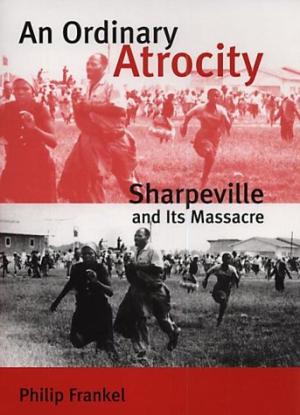 An Ordinary
Atrocity
Sharpeville
and Its Massacre
Philip Frankel